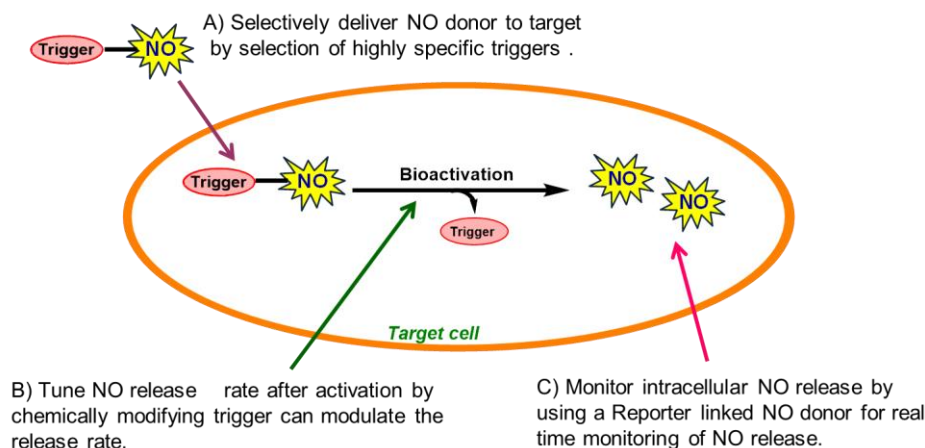 A) Selectively deliver NO donor to target
by selection of highly specific triggers .
Trigger
NO
Trigger
NO
Bioactivation
Trigger
NO
NO
Target cell
B) Tune NO release rate after activation by
chemically modifying trigger can modulate the
release rate.
C) Monitor intracellular NO release by
using a Reporter linked NO donor for real
time monitoring of NO release.